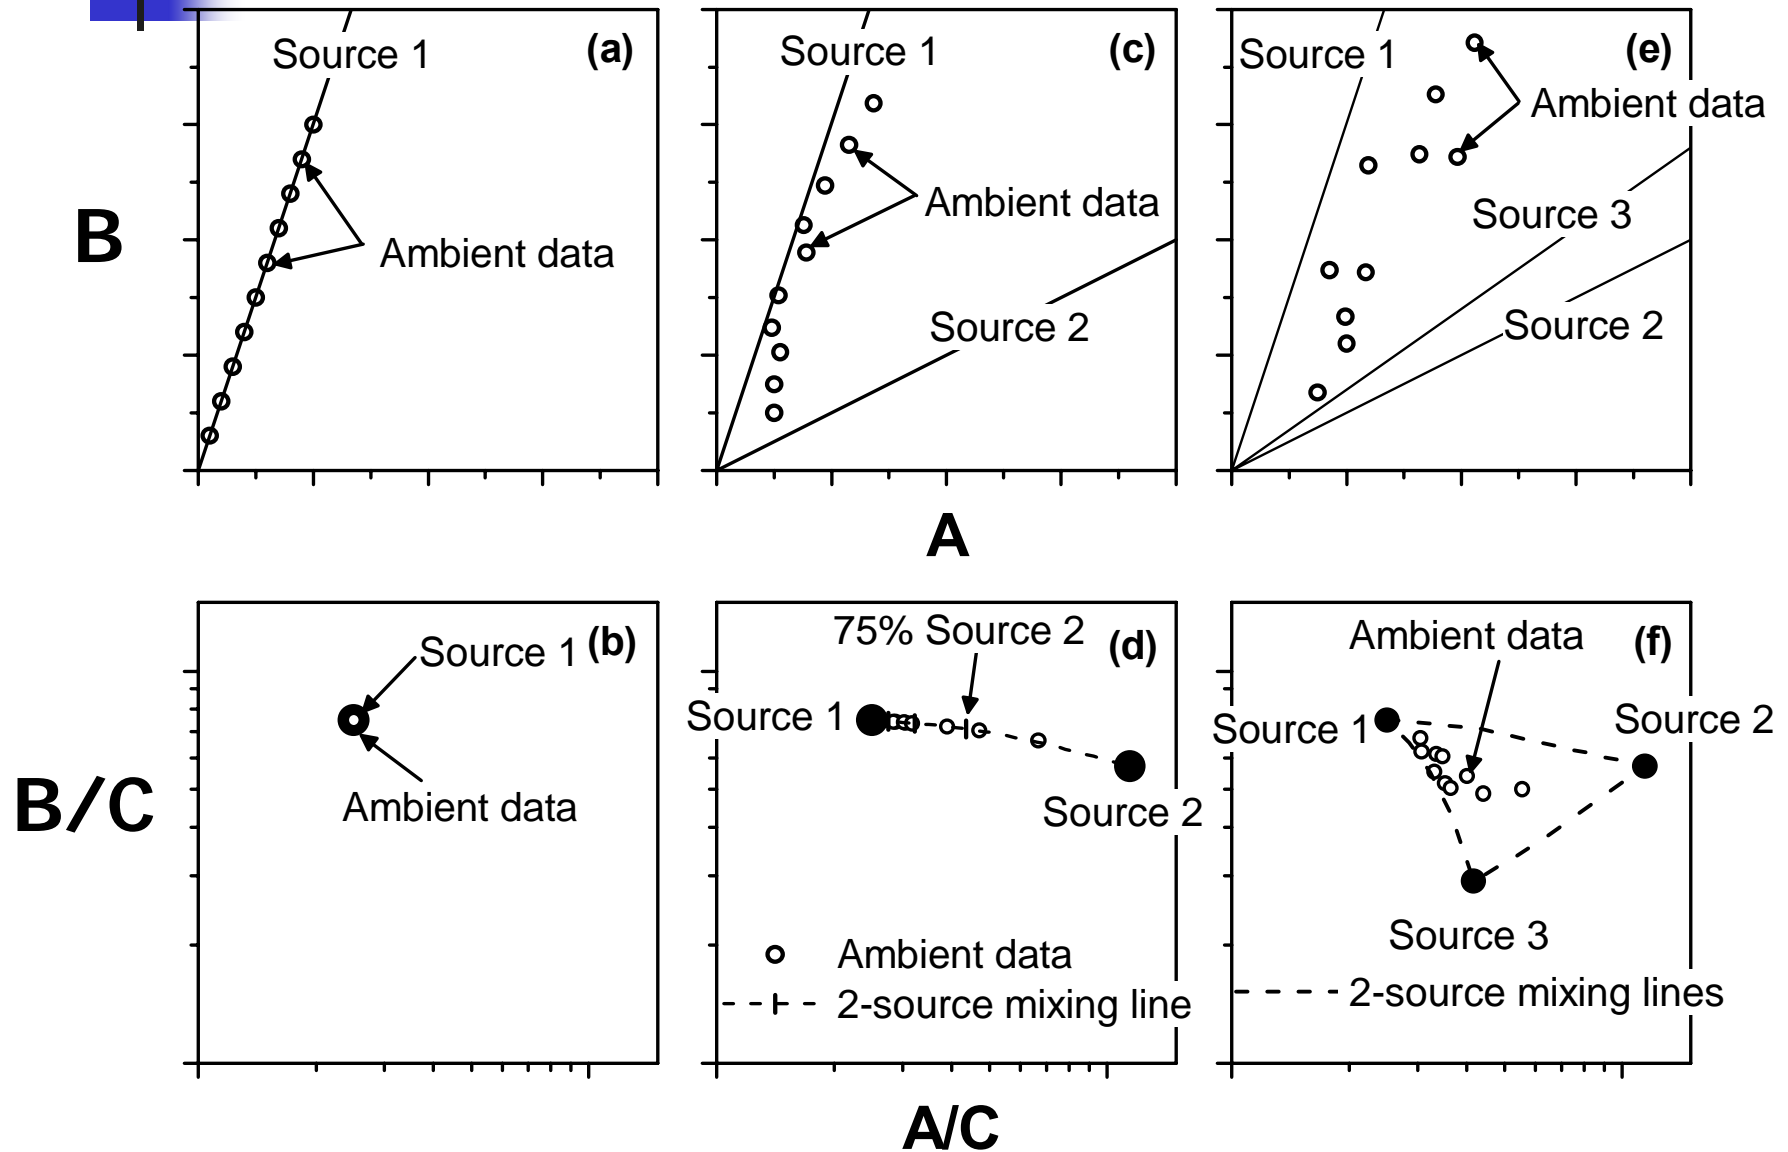 Source 1
(a)
Ambient data
B
Source 1
(c)
Ambient data
Source 2
A
Source 1
(e)
Ambient data
Source 3
Source 2
Source 1
(b)
Ambient data
B/C
75% Source 2
(d)
Source 1
Source 2
Ambient data
2-source mixing line
A/C
Ambient data
(f)
Source 1
Source 2
Source 3
2-source mixing lines